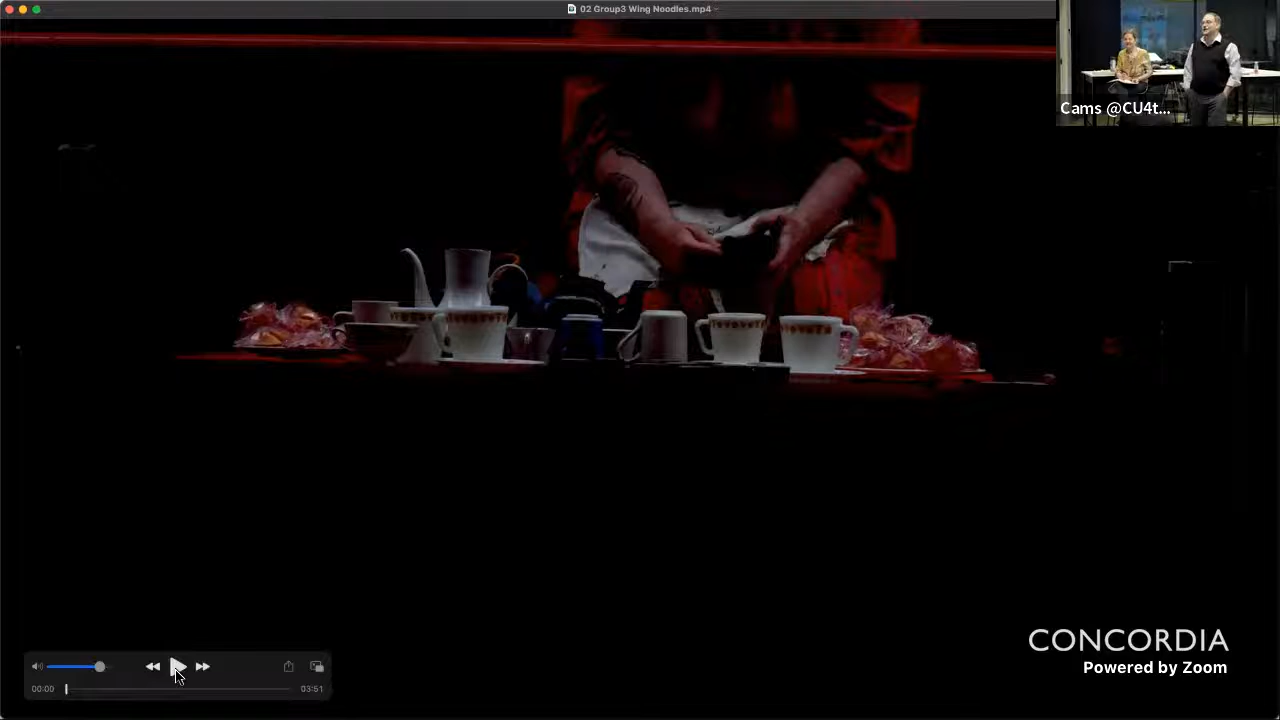 02 Group3 Wing Noodles.mp4 –
Cams @CU4t...
CONCORDIA
Powered by Zoom
00:00
03:51